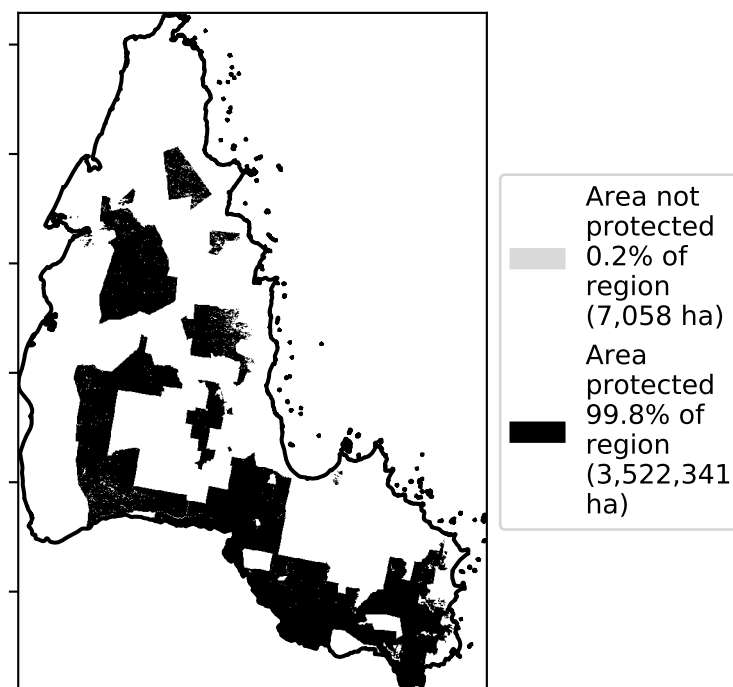 Area not
protected
0.2% of
region
(7,058 ha)
Area
protected
99.8% of
region
(3,522,341
ha)